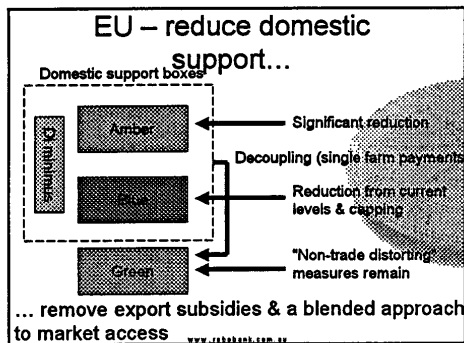 EU – reduce domestic
support...
Domestic support boxes
Di minimus
Amber
Significant reduction
Decoupling (single farm payments
Blue
Reduction from current
levels & capping
Green
"Non-trade distorting"
measures remain
... remove export subsidies & a blended approach
to market access
www.rabobank.com.au